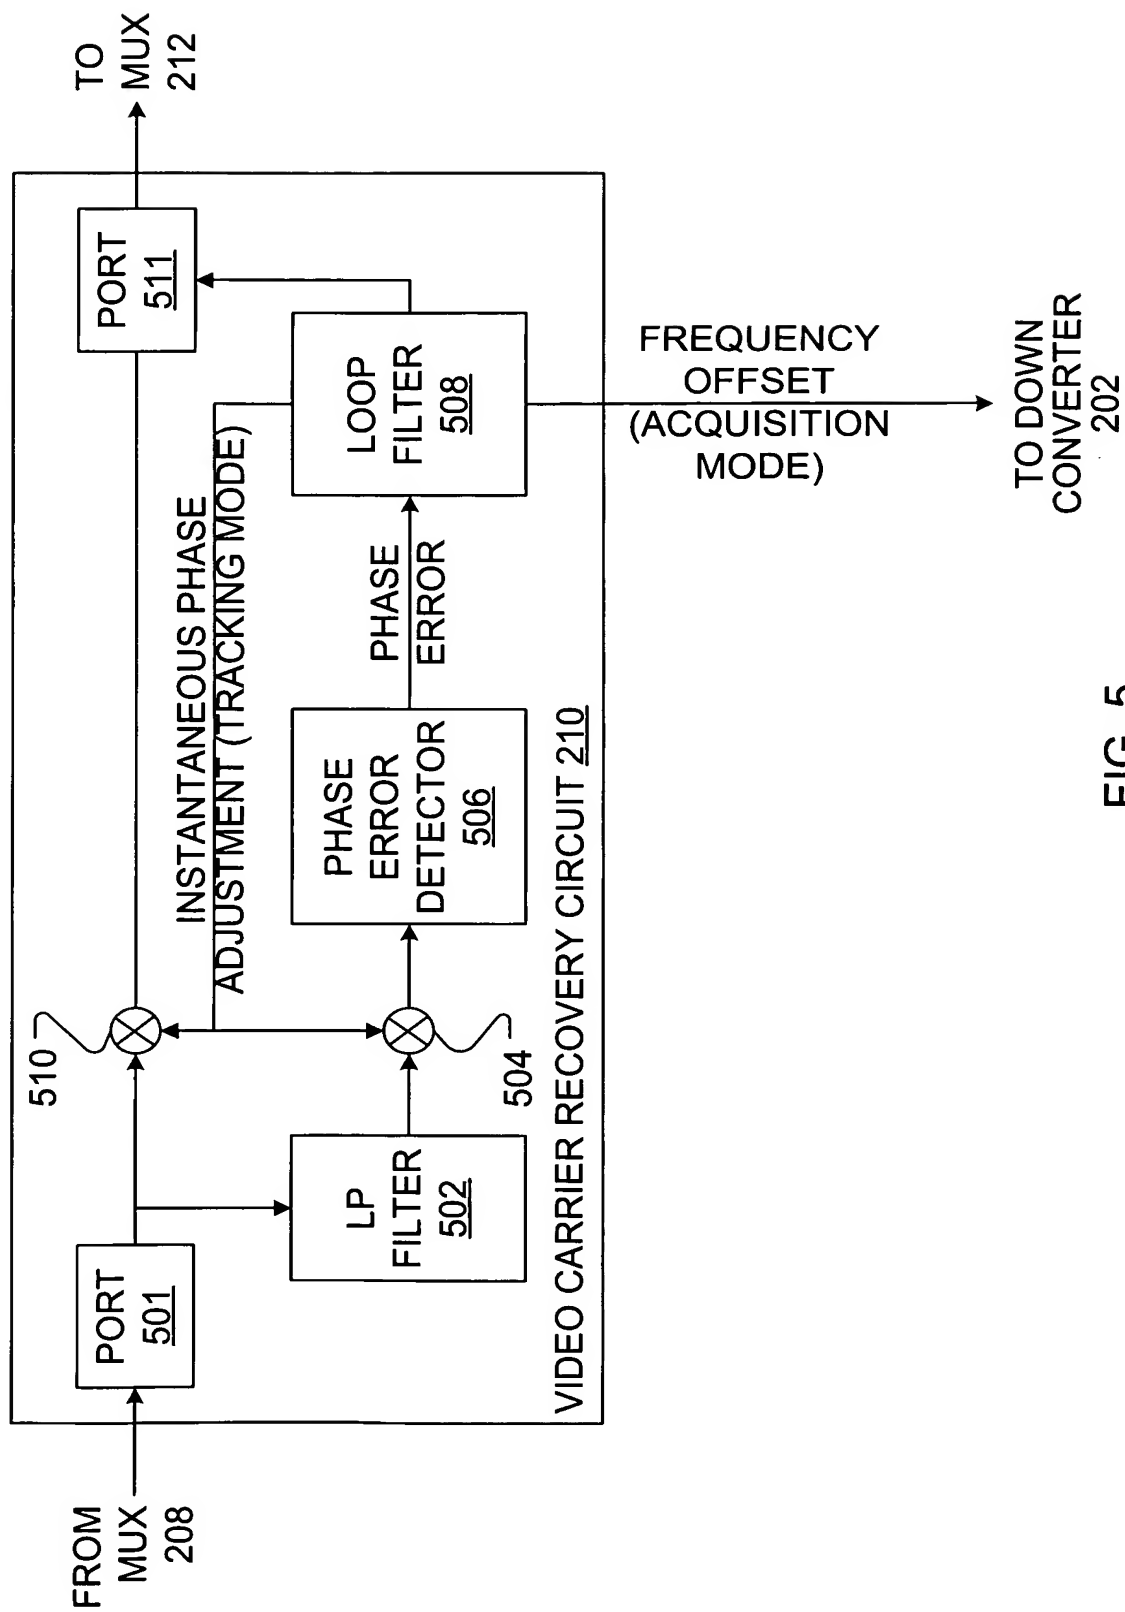 FROM
MUX
208
PORT
501
510
LP
FILTER
502
504
INSTANTANEOUS PHASE
ADJUSTMENT (TRACKING MODE)
PHASE
ERROR
DETECTOR
506
PHASE
ERROR
LOOP
FILTER
508
PORT
511
TO
MUX
212
VIDEO CARRIER RECOVERY CIRCUIT 210
FREQUENCY
OFFSET
(ACQUISITION
MODE)
TO DOWN
CONVERTER
202
FIG. 5